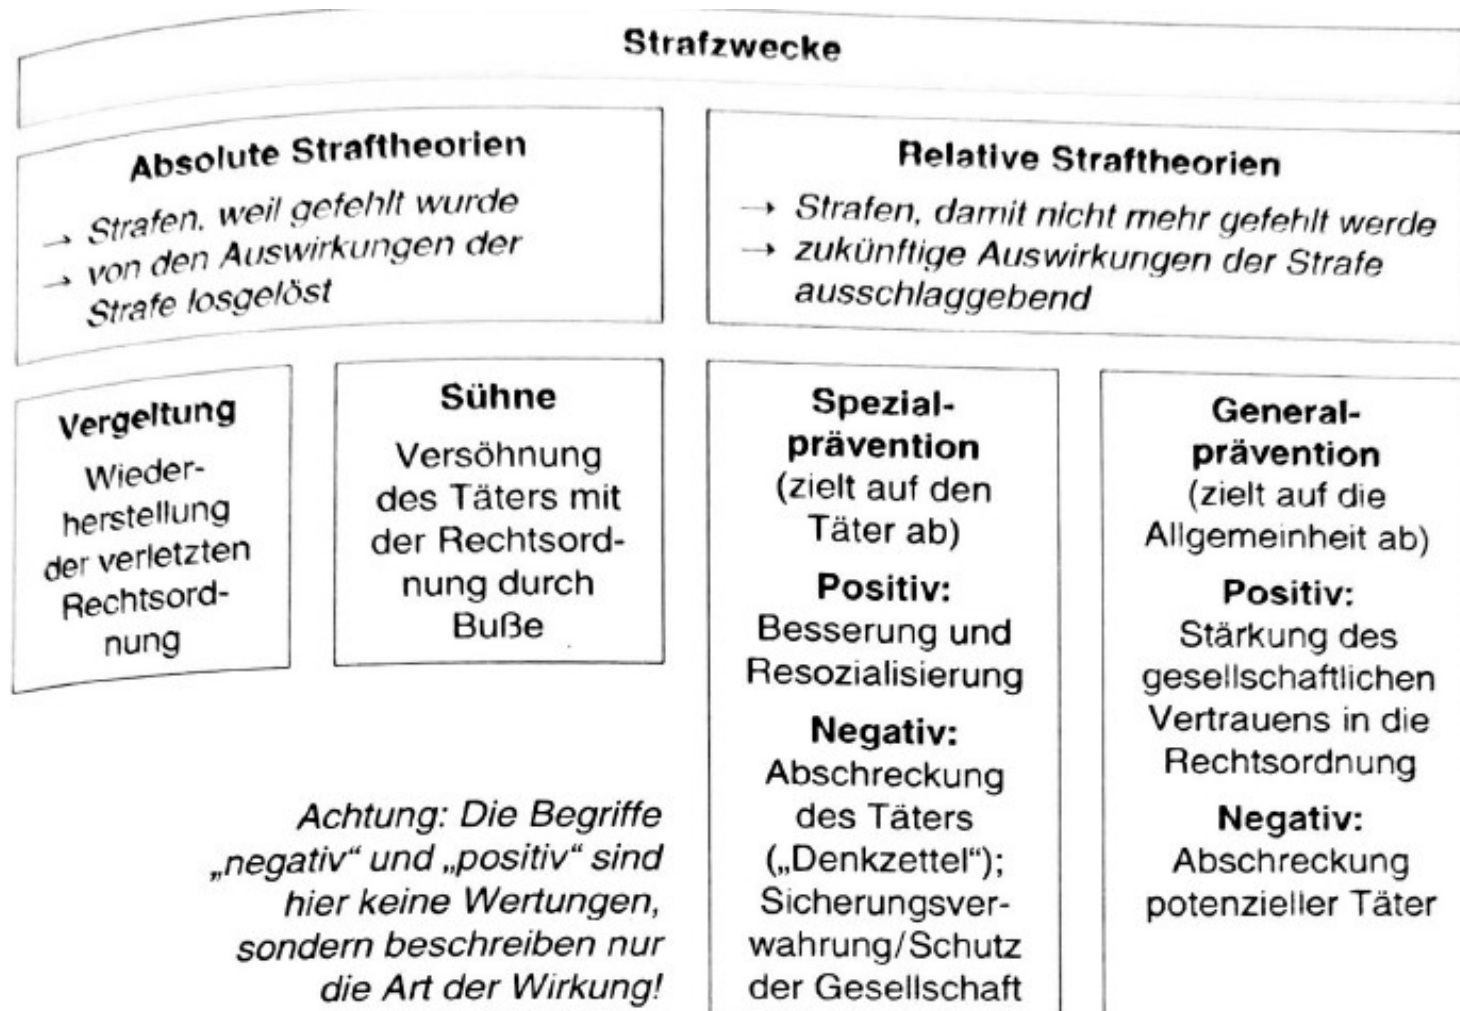 Strafzwecke
Absolute Straftheorien
→ Strafen, weil gefehlt wurde
→ von den Auswirkungen der
Strafe losgelöst
Relative Straftheorien
→ Strafen, damit nicht mehr gefehlt werde
→ zukünftige Auswirkungen der Strafe
ausschlaggebend
Vergeltung
Wieder-
herstellung
der verletzten
Rechtsord-
nung
Sühne
Versöhnung
des Täters mit
der Rechtsord-
nung durch
Buße
Spezial-
prävention
(zielt auf den
Täter ab)
Positiv:
Besserung und
Resozialisierung
Negativ:
Abschreckung
des Täters
(„Denkzettel“);
Sicherungsver-
wahrung/Schutz
der Gesellschaft
General-
prävention
(zielt auf die
Allgemeinheit ab)
Positiv:
Stärkung des
gesellschaftlichen
Vertrauens in die
Rechtsordnung
Negativ:
Abschreckung
potenzieller Täter
Achtung: Die Begriffe
„negativ“ und „positiv“ sind
hier keine Wertungen,
sondern beschreiben nur
die Art der Wirkung!